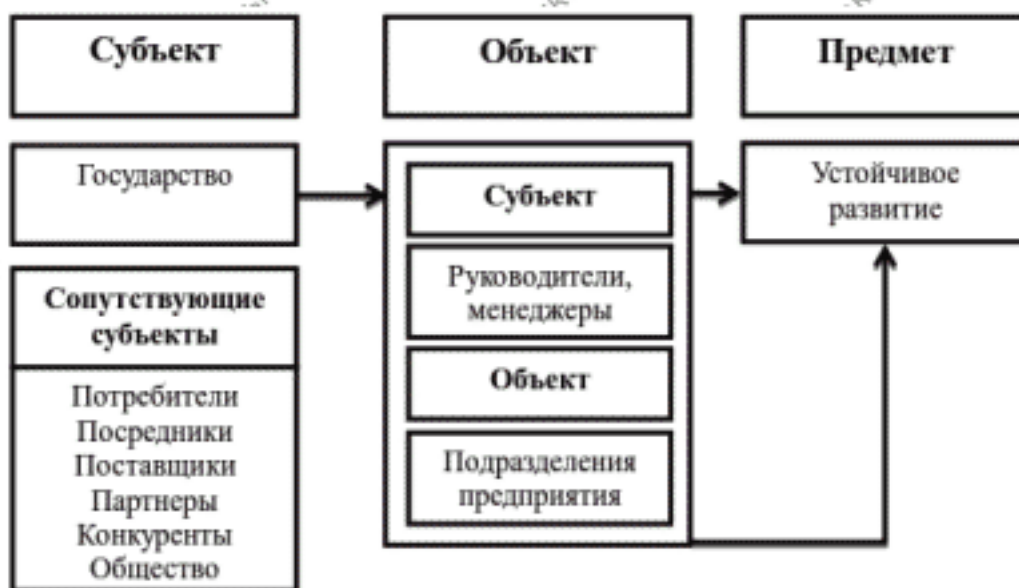 Субъект
Объект
Предмет
Государство
Сопутствующие
субъекты
Потребители
Посредники
Поставщики
Партнеры
Конкуренты
Общество
Субъект
Руководители,
менеджеры
Объект
Подразделения
предприятия
Устойчивое
развитие